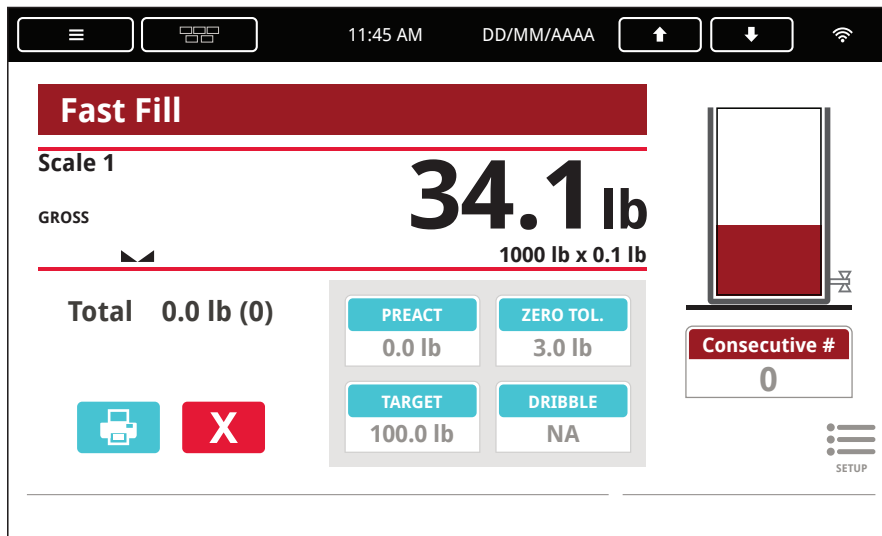 11:45 AM DD/MM/AAAA
Fast Fill
Scale 1
34.1 lb
GROSS
1000 lb x 0.1 lb
Total 0.0 lb (0)
PREACT
0.0 lb
ZERO TOL.
3.0 lb
TARGET
100.0 lb
DRIBBLE
NA
X
Consecutive #
0
SETUP